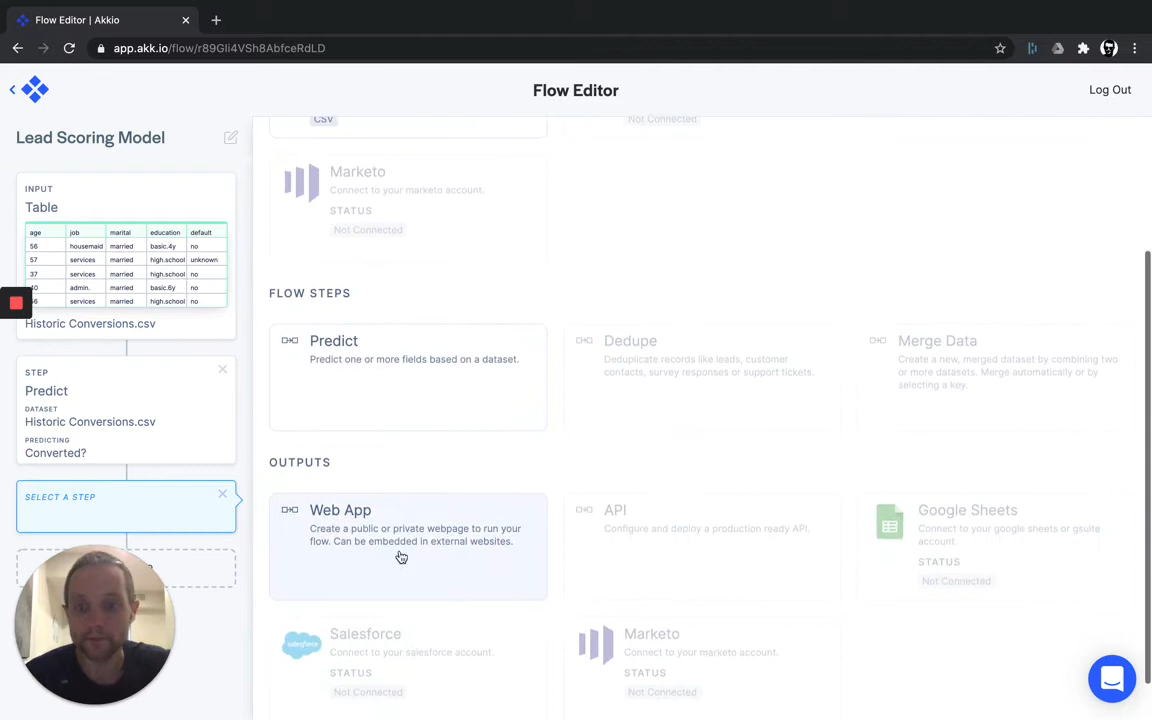 Flow Editor | Akkio
app.akk.io/flow/r89Gli4VSh8AbfceRdLD
Flow Editor
Log Out
Lead Scoring Model
INPUT
Table
age job marital education default
56 housemaid married basic.4y no
57 services married high.school unknown
37 services married high.school no
40 admin. married basic.6y no
56 services married high.school no
Historic Conversions.csv
STEP
Predict
DATASET
Historic Conversions.csv
PREDICTING
Converted?
SELECT A STEP
CSV
Not Connected
Marketo
Connect to your marketo account.
STATUS
Not Connected
FLOW STEPS
Predict
Predict one or more fields based on a dataset.
Dedupe
Deduplicate records like leads, customer
contacts, survey responses or support tickets.
Merge Data
Create a new, merged dataset by combining two
or more datasets. Merge automatically or by
selecting a key.
OUTPUTS
Web App
Create a public or private webpage to run your
flow. Can be embedded in external websites.
API
Configure and deploy a production ready API.
Google Sheets
Connect to your google sheets or gsuite
account.
STATUS
Not Connected
salesforce
Salesforce
Connect to your salesforce account.
STATUS
Not Connected
Marketo
Connect to your marketo account.
STATUS
Not Connected